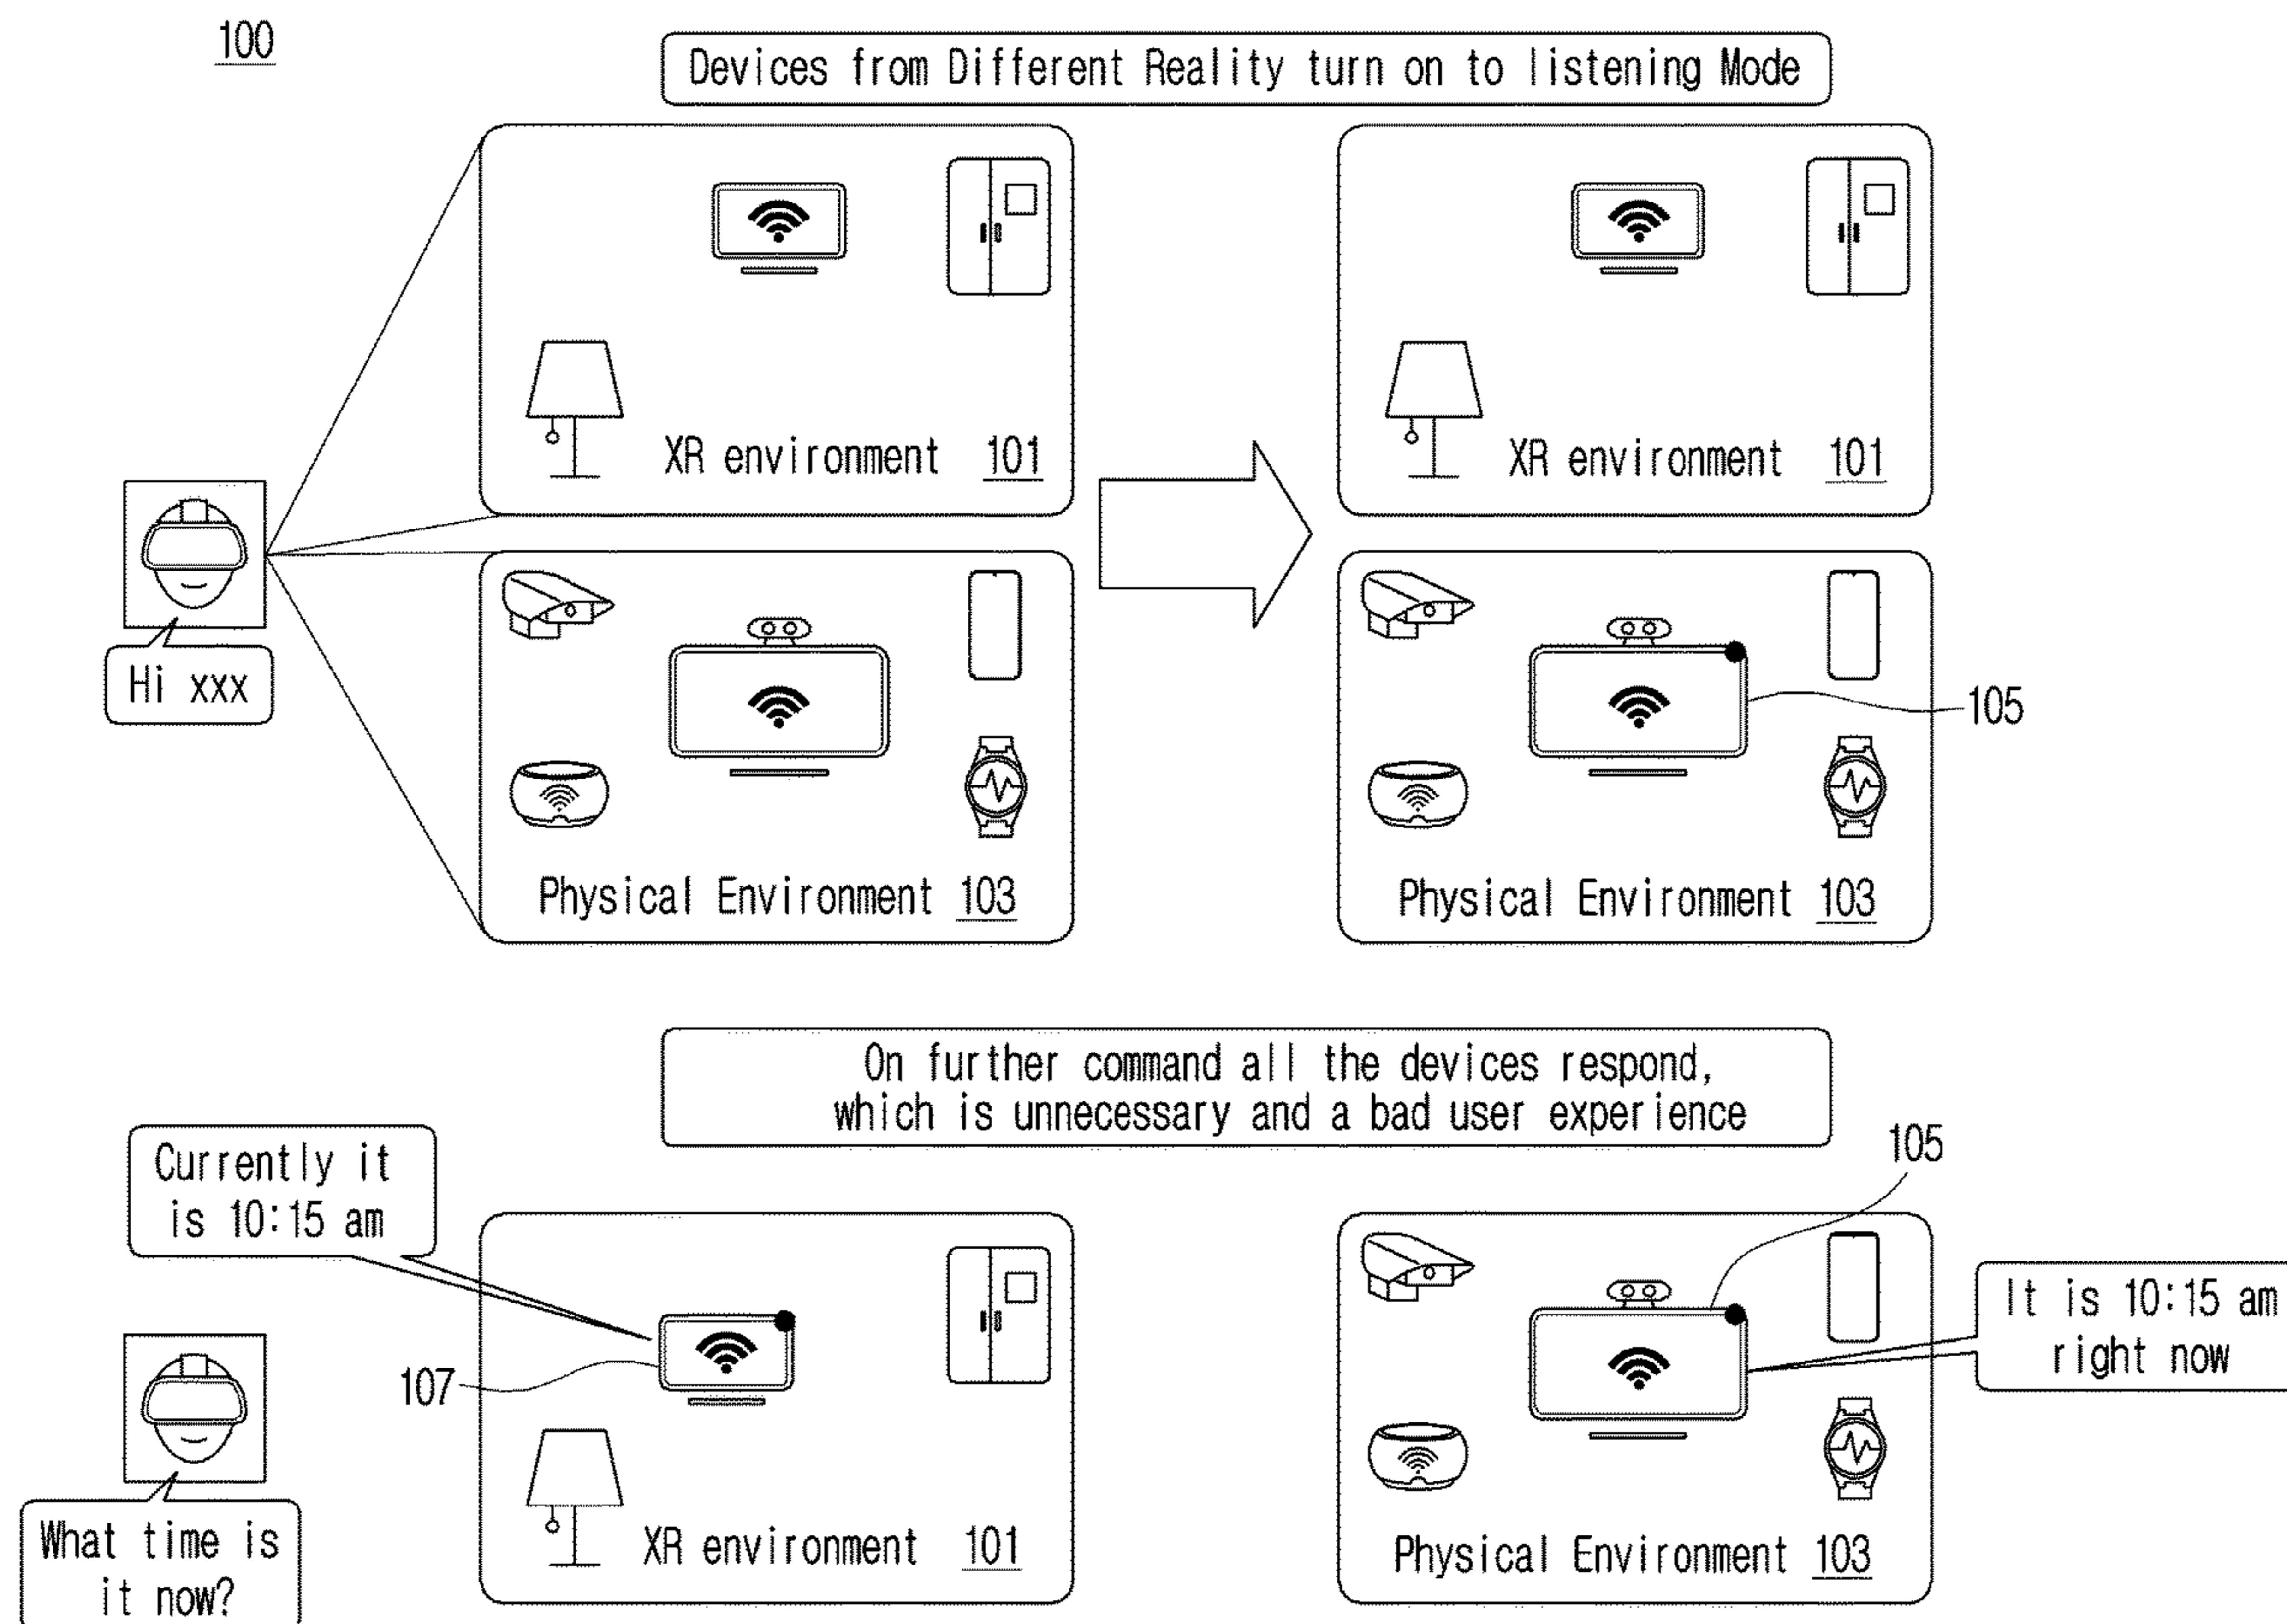 100
Devices from Different Reality turn on to listening Mode
XR environment 101
XR environment 101
Hi xxx
105
Physical Environment 103
Physical Environment 103
On further command all the devices respond,
which is unnecessary and a bad user experience
Currently it
is 10:15 am
105
It is 10:15 am
right now
107
What time is
it now?
XR environment 101
Physical Environment 103